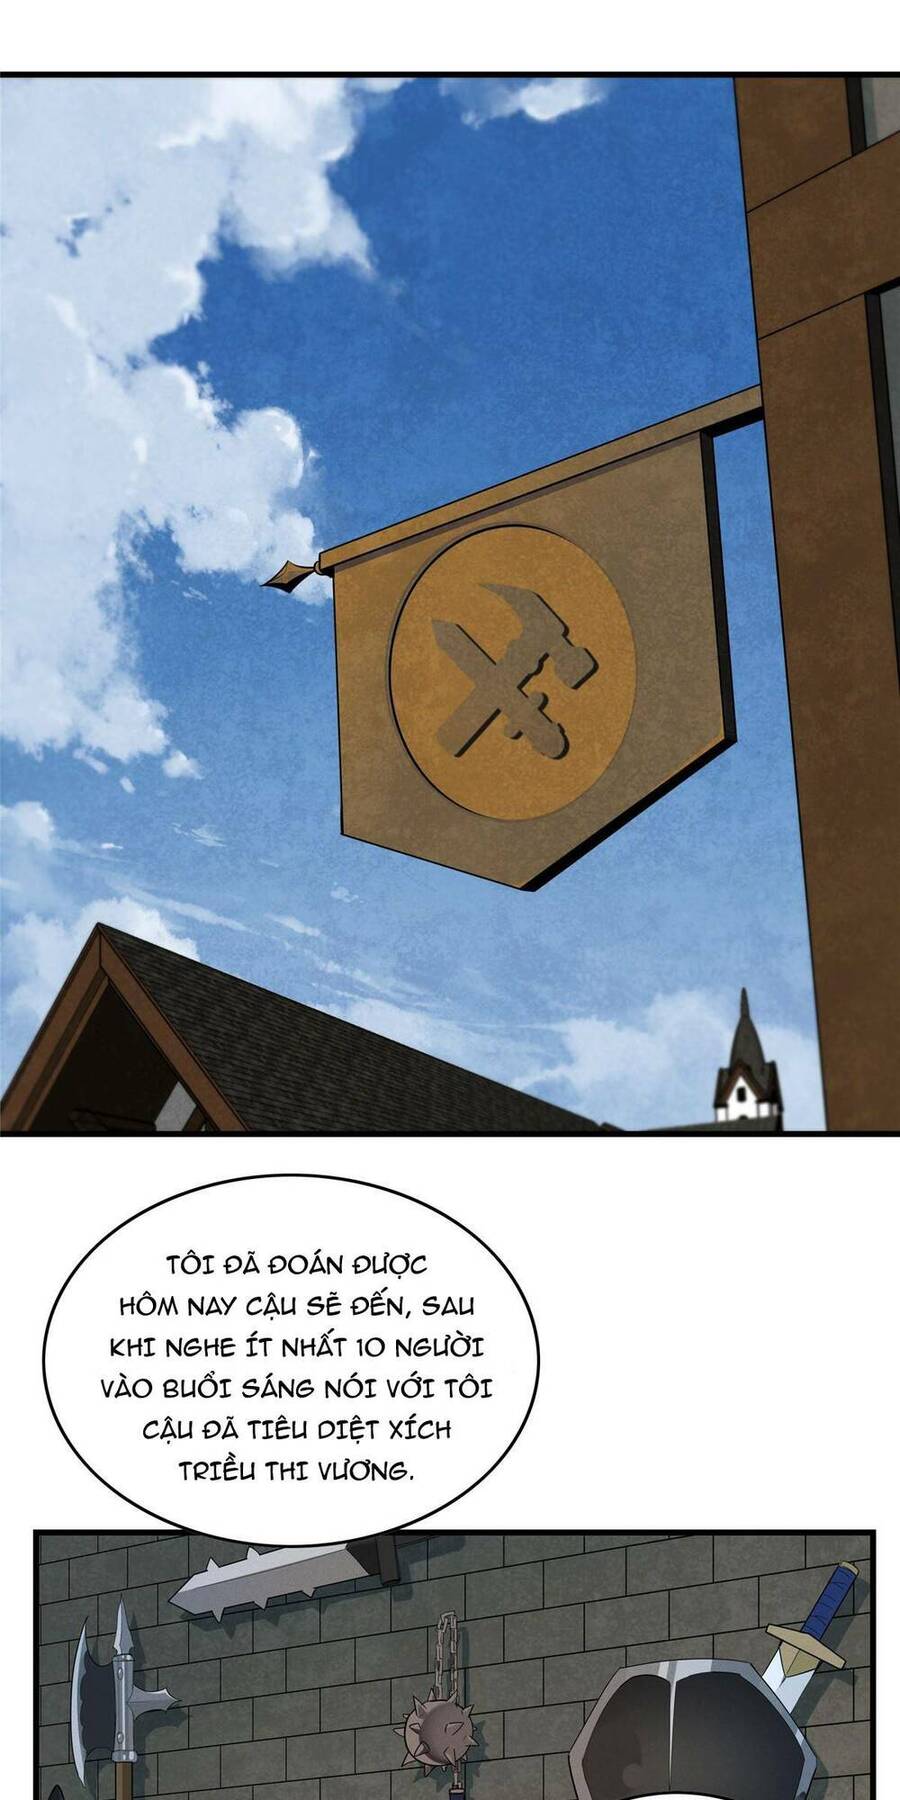 TÔI ĐÃ ĐOÁN ĐƯỢC
HÔM NAY CẬU SẼ ĐẾN, SAU
KHI NGHE ÍT NHẤT 10 NGƯỜI
VÀO BUỔI SÁNG NÓI VỚI TÔI
CẬU ĐÃ TIÊU DIỆT XÍCH
TRIỀU THI VƯƠNG.